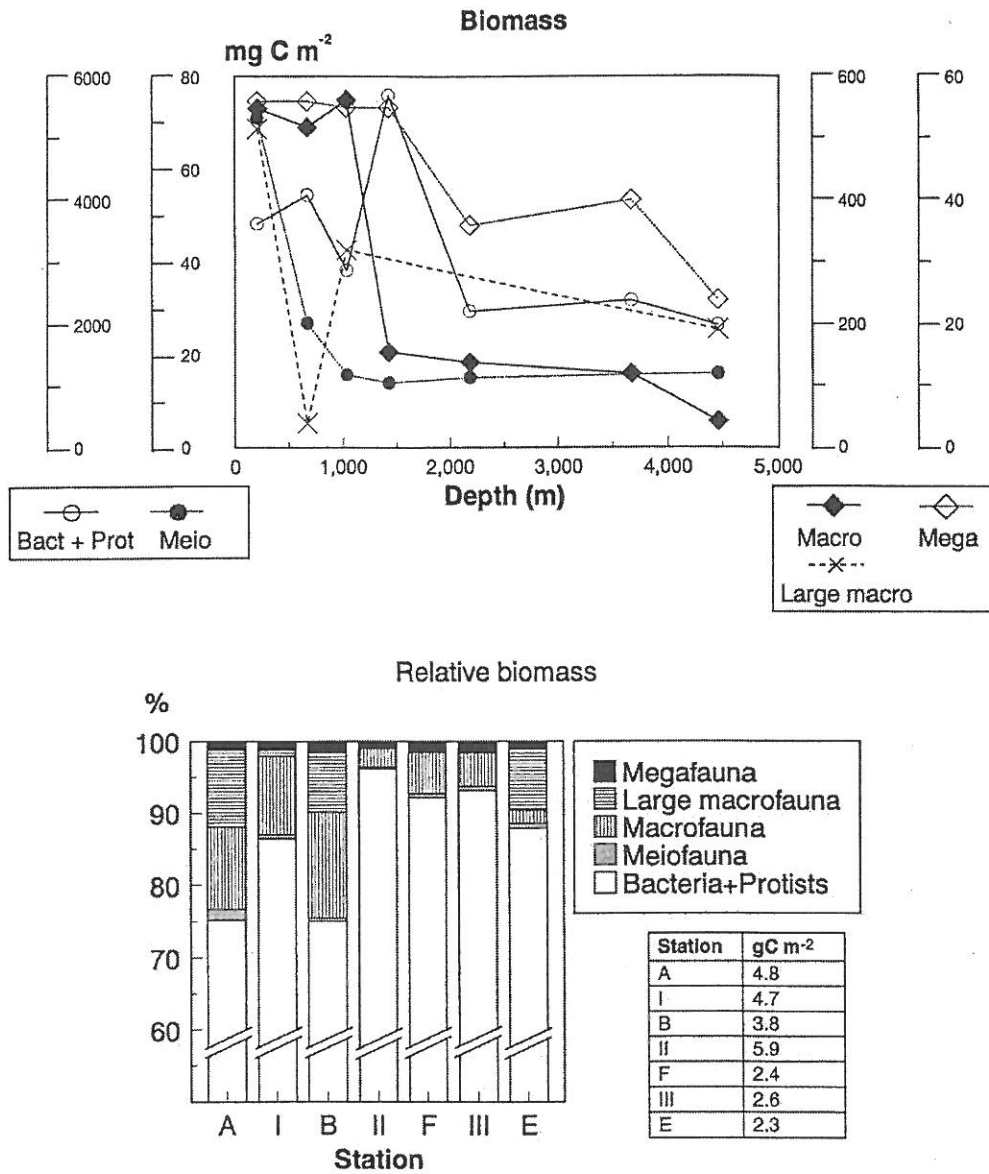 Biomass
mg C m-2
6000 80 600 60
60
4000 400 40
40
2000 200 20
20
0 0 0 0
0 1,000 2,000 3,000 4,000 5,000
Depth (m)
Bact + Prot Meio
Macro Mega
Large macro
Relative biomass
%
100
90
80
70
60
Megafauna
Large macrofauna
Macrofauna
Meiofauna
Bacteria+Protists
Station gC m-2
A 4.8
I 4.7
B 3.8
II 5.9
F 2.4
III 2.6
E 2.3
A I B II F III E
Station